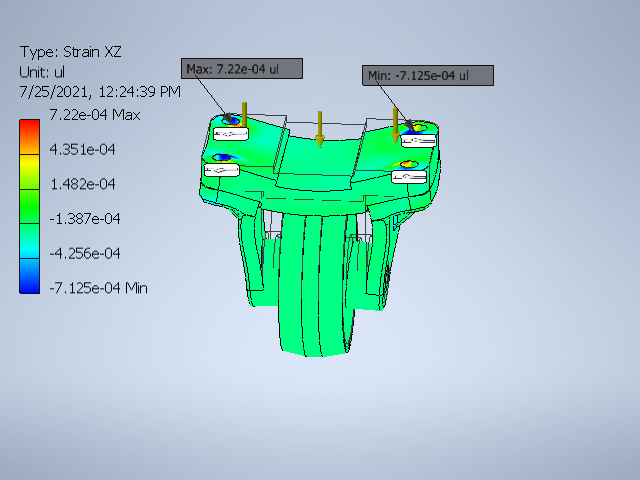 Type: Strain XZ
Unit: ul
7/25/2021, 12:24:39 PM
7.22e-04 Max
4.351e-04
1.482e-04
-1.387e-04
-4.256e-04
-7.125e-04 Min
Max: 7.22e-04 ul
Min: -7.125e-04 ul